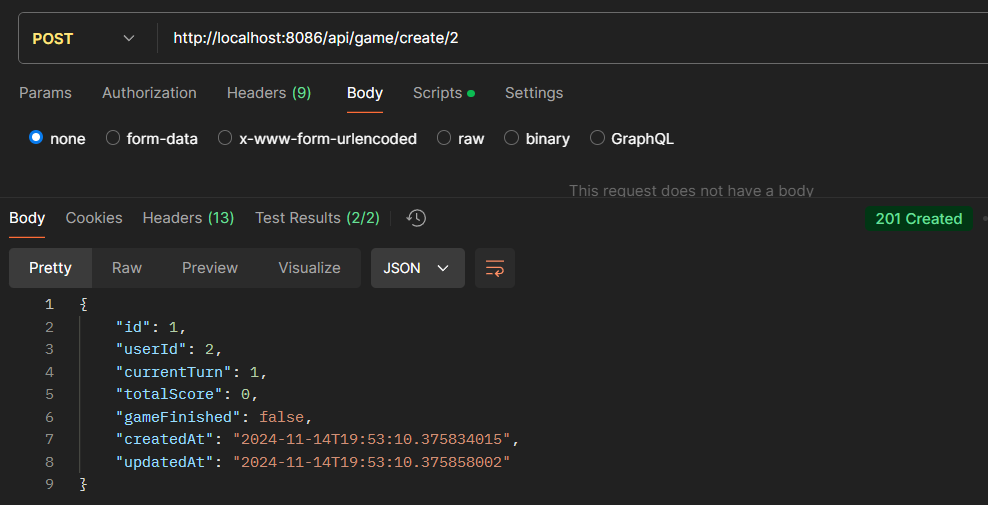 POST http://localhost:8086/api/game/create/2
Params Authorization Headers (9) Body Scripts Settings
none form-data x-www-form-urlencoded raw binary GraphQL
This request does not have a body
Body Cookies Headers (13) Test Results (2/2) 201 Created
Pretty Raw Preview Visualize JSON
1 {
2 "id": 1,
3 "userId": 2,
4 "currentTurn": 1,
5 "totalScore": 0,
6 "gameFinished": false,
7 "createdAt": "2024-11-14T19:53:10.375834015",
8 "updatedAt": "2024-11-14T19:53:10.375858002"
9 }